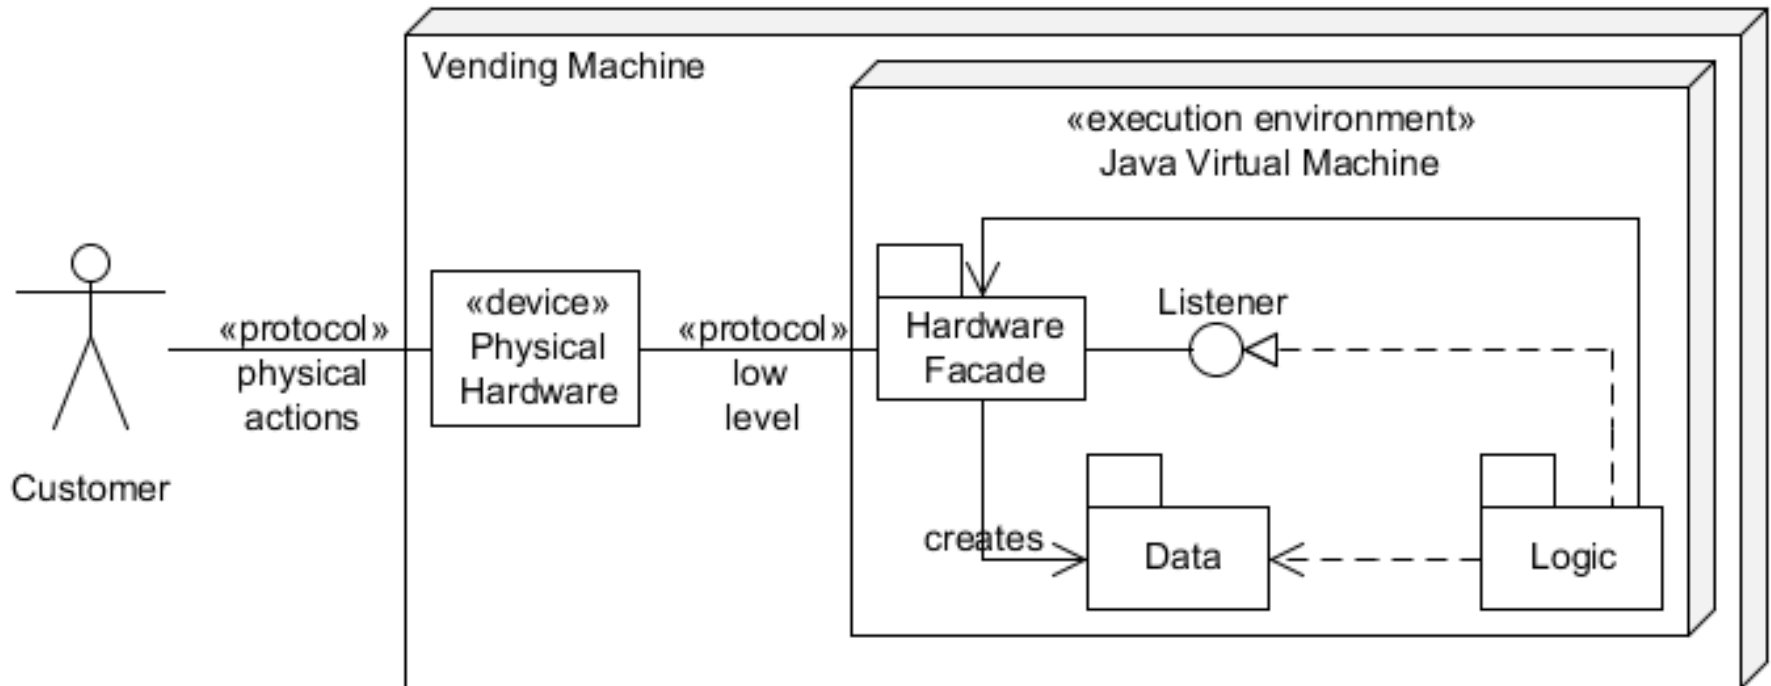 Vending Machine
«execution environment»
Java Virtual Machine
Customer
«protocol»
physical
actions
«device»
Physical
Hardware
«protocol»
low
level
Hardware
Facade
Listener
creates
Data
Logic